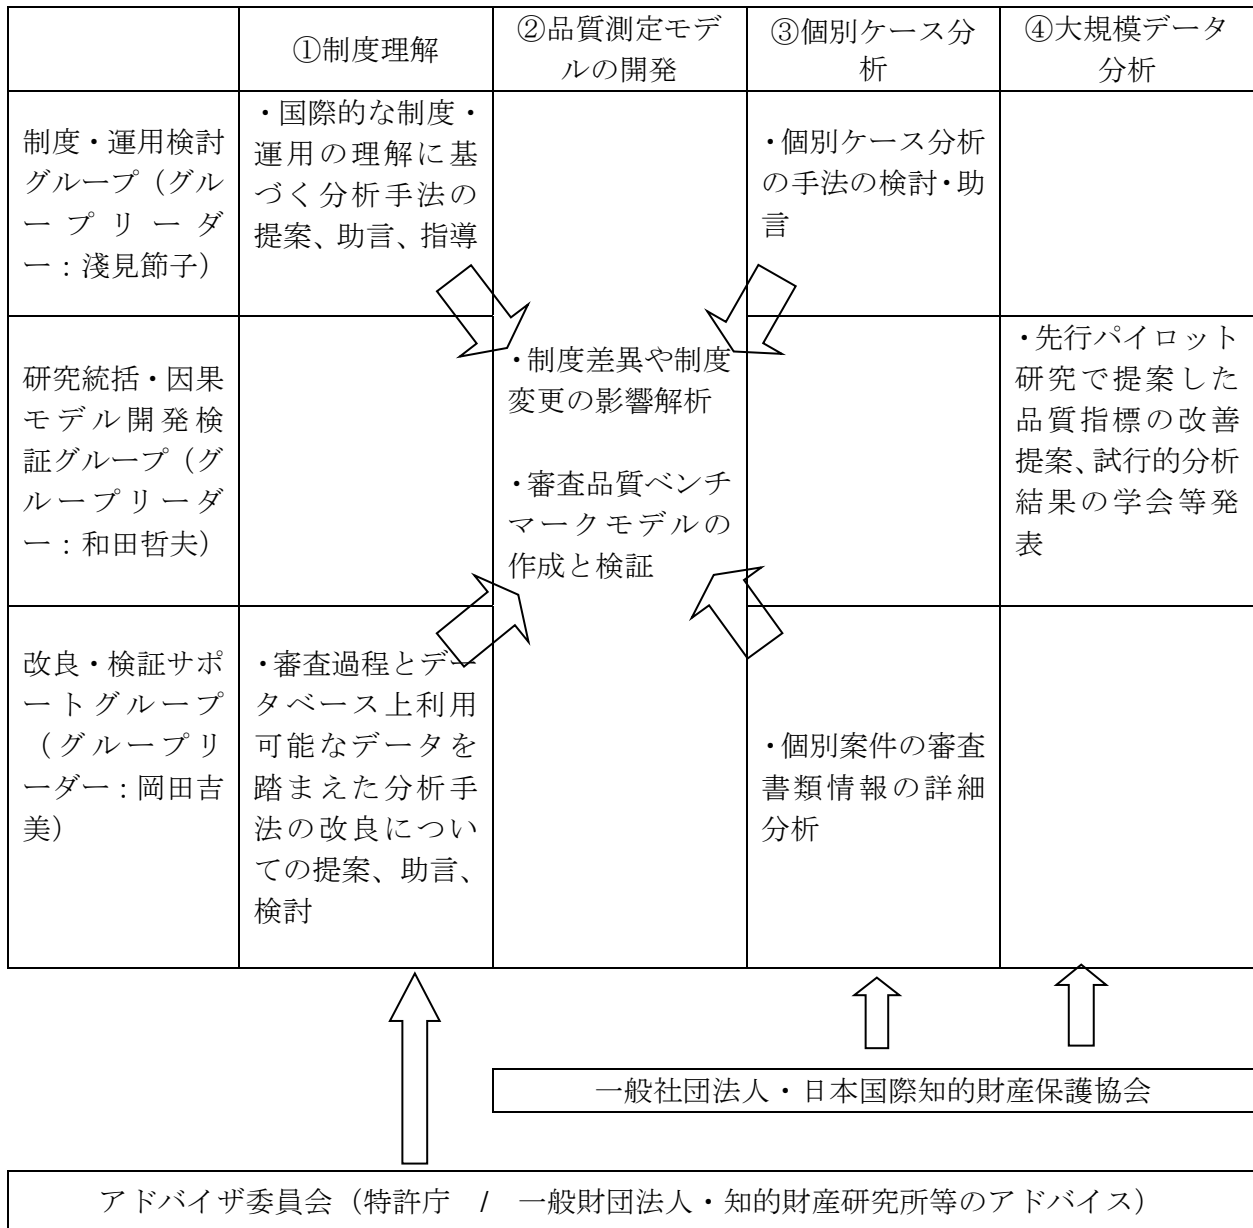 ①制度理解
②品質測定モデ
ルの開発
③個別ケース分
析
④大規模データ
分析
制度・運用検討
グループ（グル
ープリーダ
ー：淺見節子）
・国際的な制度・
運用の理解に基
づく分析手法の
提案、助言、指導
・個別ケース分析
の手法の検討・助
言
研究統括・因果
モデル開発検
証グループ（グ
ループリーダ
ー：和田哲夫）
・制度差異や制度
変更の影響解析
・審査品質ベンチ
マークモデルの
作成と検証
・先行パイロット
研究で提案した
品質指標の改善
提案、試行的分析
結果の学会等発
表
改良・検証サポ
ートグループ
（グループリ
ーダー：岡田吉
美）
・審査過程とデー
タベース上利用
可能なデータを
踏まえた分析手
法の改良につい
ての提案、助言、
検討
・個別案件の審査
書類情報の詳細
分析
一般社団法人・日本国際知的財産保護協会
アドバイザ委員会（特許庁　/　一般財団法人・知的財産研究所等のアドバイス）